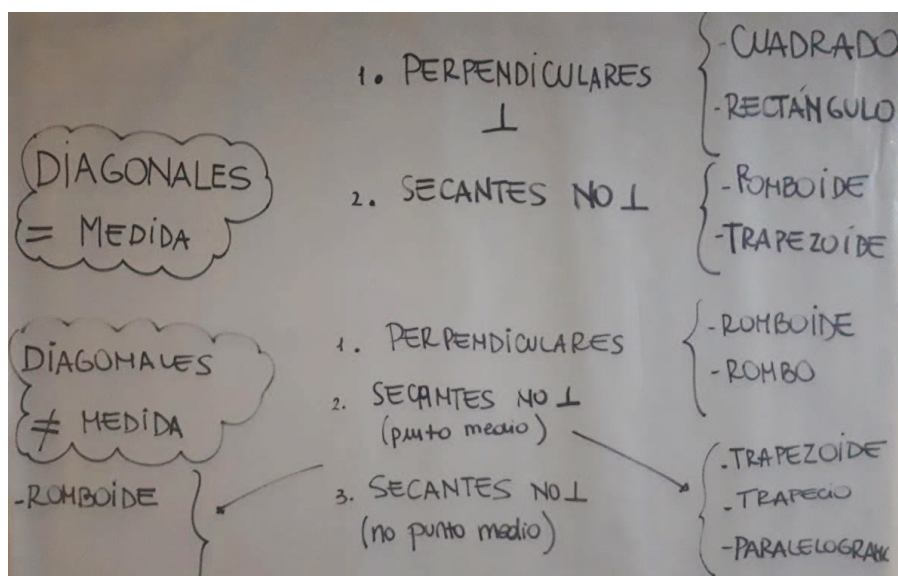 1. PERPENDICULARES
⊥
- CUADRADO
- RECTÁNGULO
DIAGONALES
= MEDIDA
2. SECANTES NO ⊥
- ROMBOIDE
- TRAPEZOIDE
DIAGONALES
≠ MEDIDA
1. PERPENDICULARES
- ROMBOIDE
- ROMBO
2. SECANTES NO ⊥
(punto medio)
- TRAPEZOIDE
- TRAPECIO
- PARALELOGRAM
- ROMBOIDE
3. SECANTES NO ⊥
(no punto medio)